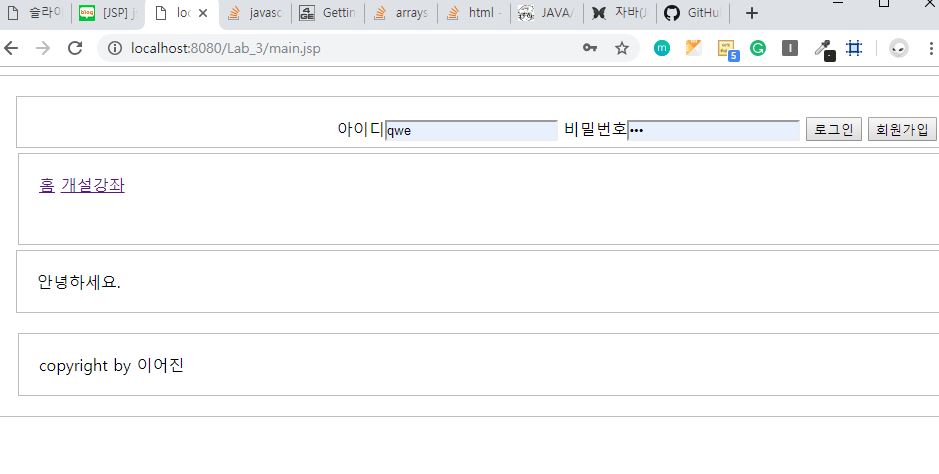 슬라이 [JSP] j loc javasc Gettin arrays html - JAVA/ 자바(J GitHub
localhost:8080/Lab_3/main.jsp
아이디 qwe 비밀번호 ••• 로그인 회원가입
홈 개설강좌
안녕하세요.
copyright by 이어진